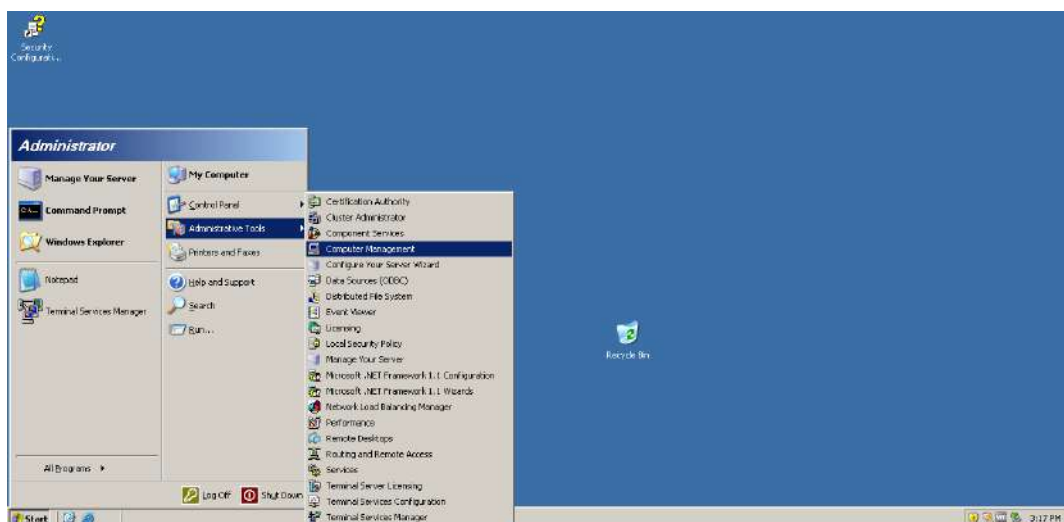 Security
Configurati...
Administrator
Manage Your Server
Command Prompt
Windows Explorer
Notepad
Terminal Services Manager
All Programs
My Computer
Control Panel
Administrative Tools
Printers and Faxes
Help and Support
Search
Run...
Log Off
Shut Down
Certification Authority
Cluster Administrator
Component Services
Computer Management
Configure Your Server Wizard
Data Sources (ODBC)
Distributed File System
Event Viewer
Licensing
Local Security Policy
Manage Your Server
Microsoft .NET Framework 1.1 Configuration
Microsoft .NET Framework 1.1 Wizards
Network Load Balancing Manager
Performance
Remote Desktops
Routing and Remote Access
Services
Terminal Server Licensing
Terminal Services Configuration
Terminal Services Manager
Recycle Bin
Start
3:17 PM